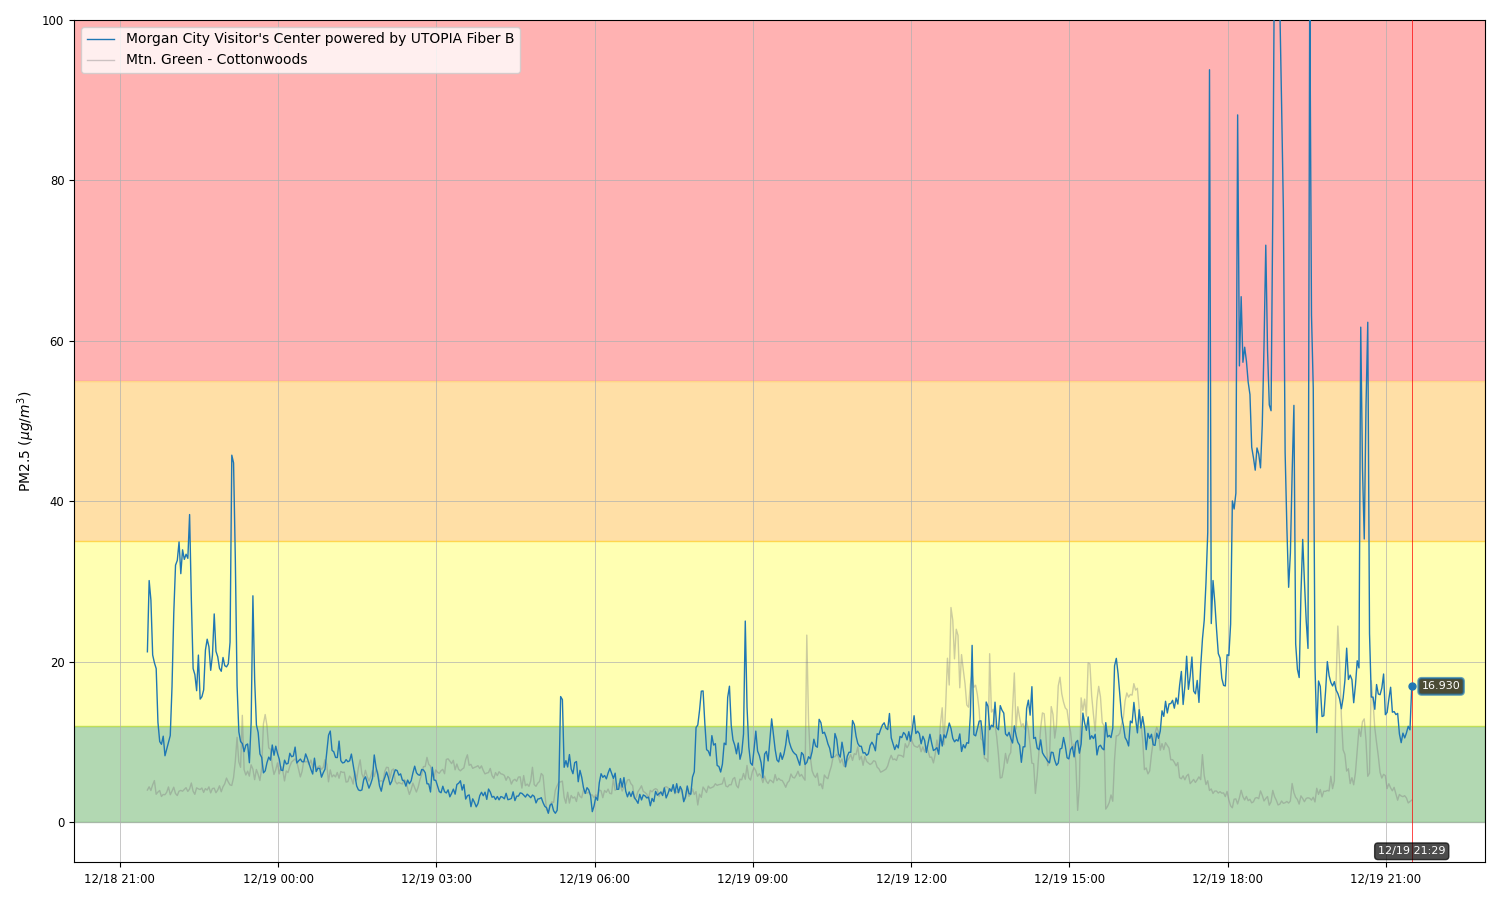 100
Morgan City Visitor's Center powered by UTOPIA Fiber B
Mtn. Green - Cottonwoods
80
60
PM2.5 (μg/m³)
40
20
16.930
0
12/19 21:29
12/18 21:00 12/19 00:00 12/19 03:00 12/19 06:00 12/19 09:00 12/19 12:00 12/19 15:00 12/19 18:00 12/19 21:00